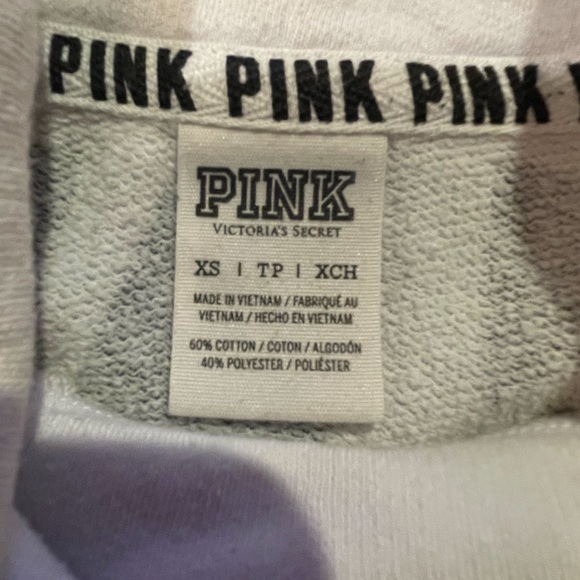 PINK PINK PINK
PINK
VICTORIA'S SECRET
XS | TP | XCH
MADE IN VIETNAM / FABRIQUÉ AU
VIETNAM / HECHO EN VIETNAM
60% COTTON / COTON / ALGODÓN
40% POLYESTER / POLIÉSTER